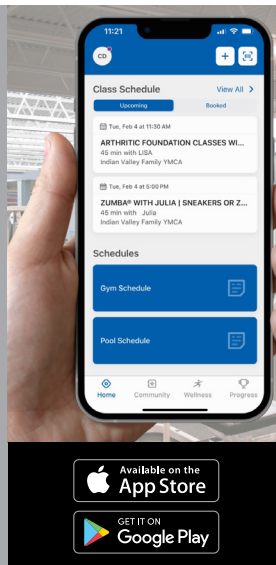 11:21
CD
Class Schedule
View All >
Upcoming
Booked
Tue, Feb 4 at 11:30 AM
ARTHRITIC FOUNDATION CLASSES WI...
45 min with LISA
Indian Valley Family YMCA
Tue, Feb 4 at 5:00 PM
ZUMBA® WITH JULIA | SNEAKERS OR Z...
45 min with Julia
Indian Valley Family YMCA
Schedules
Gym Schedule
Pool Schedule
Home
Community
Wellness
Progress
Available on the
App Store
GET IT ON
Google Play